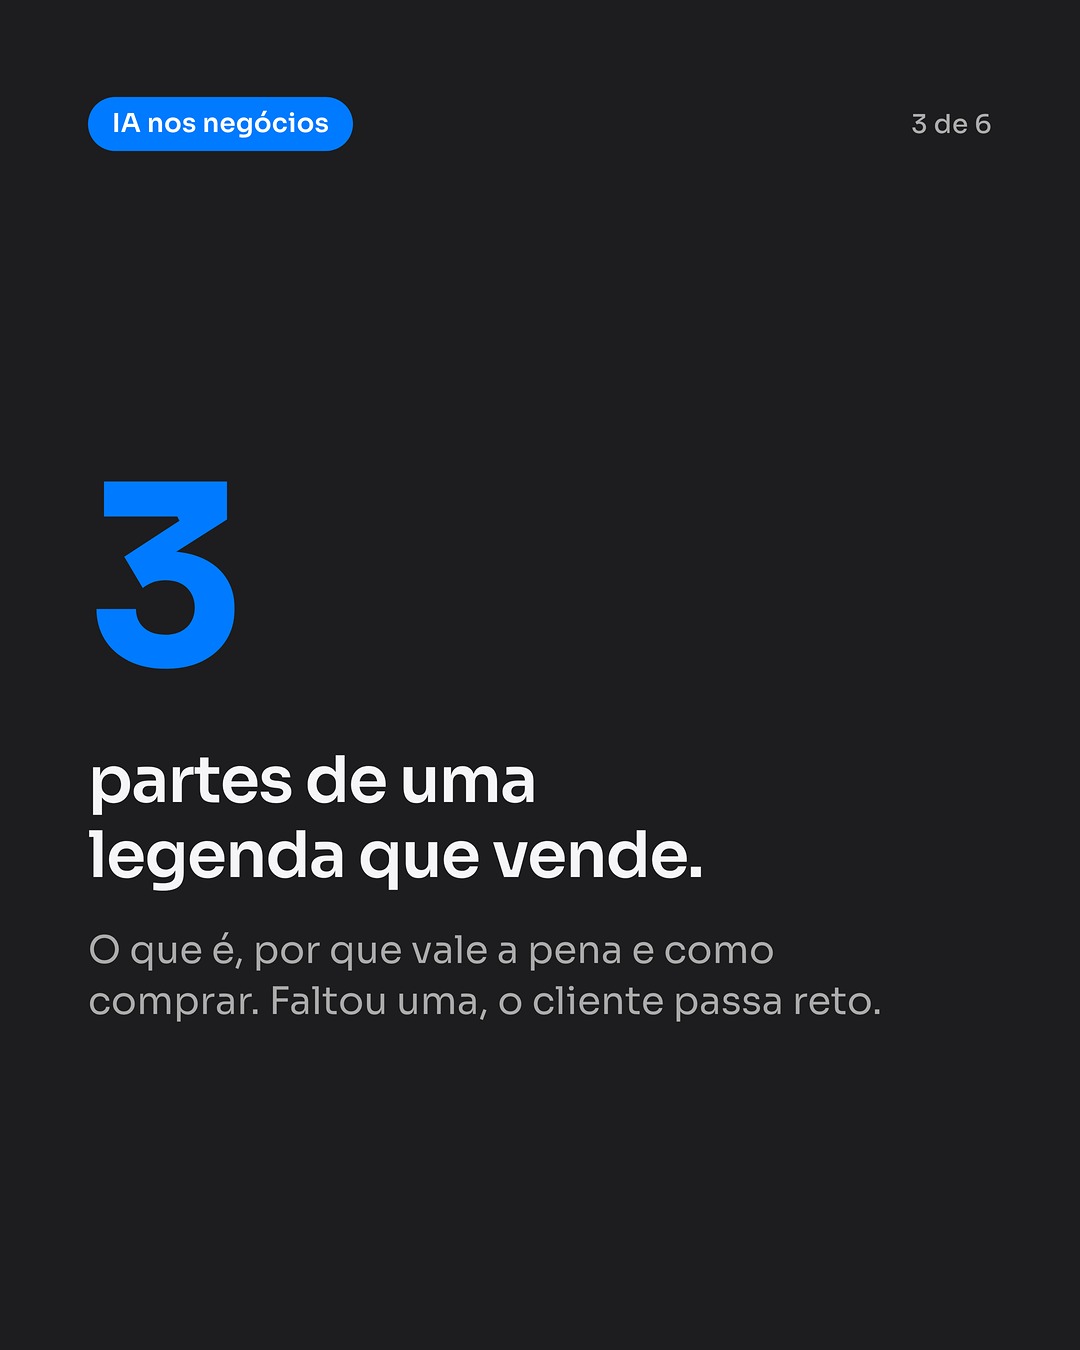 IA nos negócios
3 de 6
3
partes de uma
legenda que vende.
O que é, por que vale a pena e como
comprar. Faltou uma, o cliente passa reto.